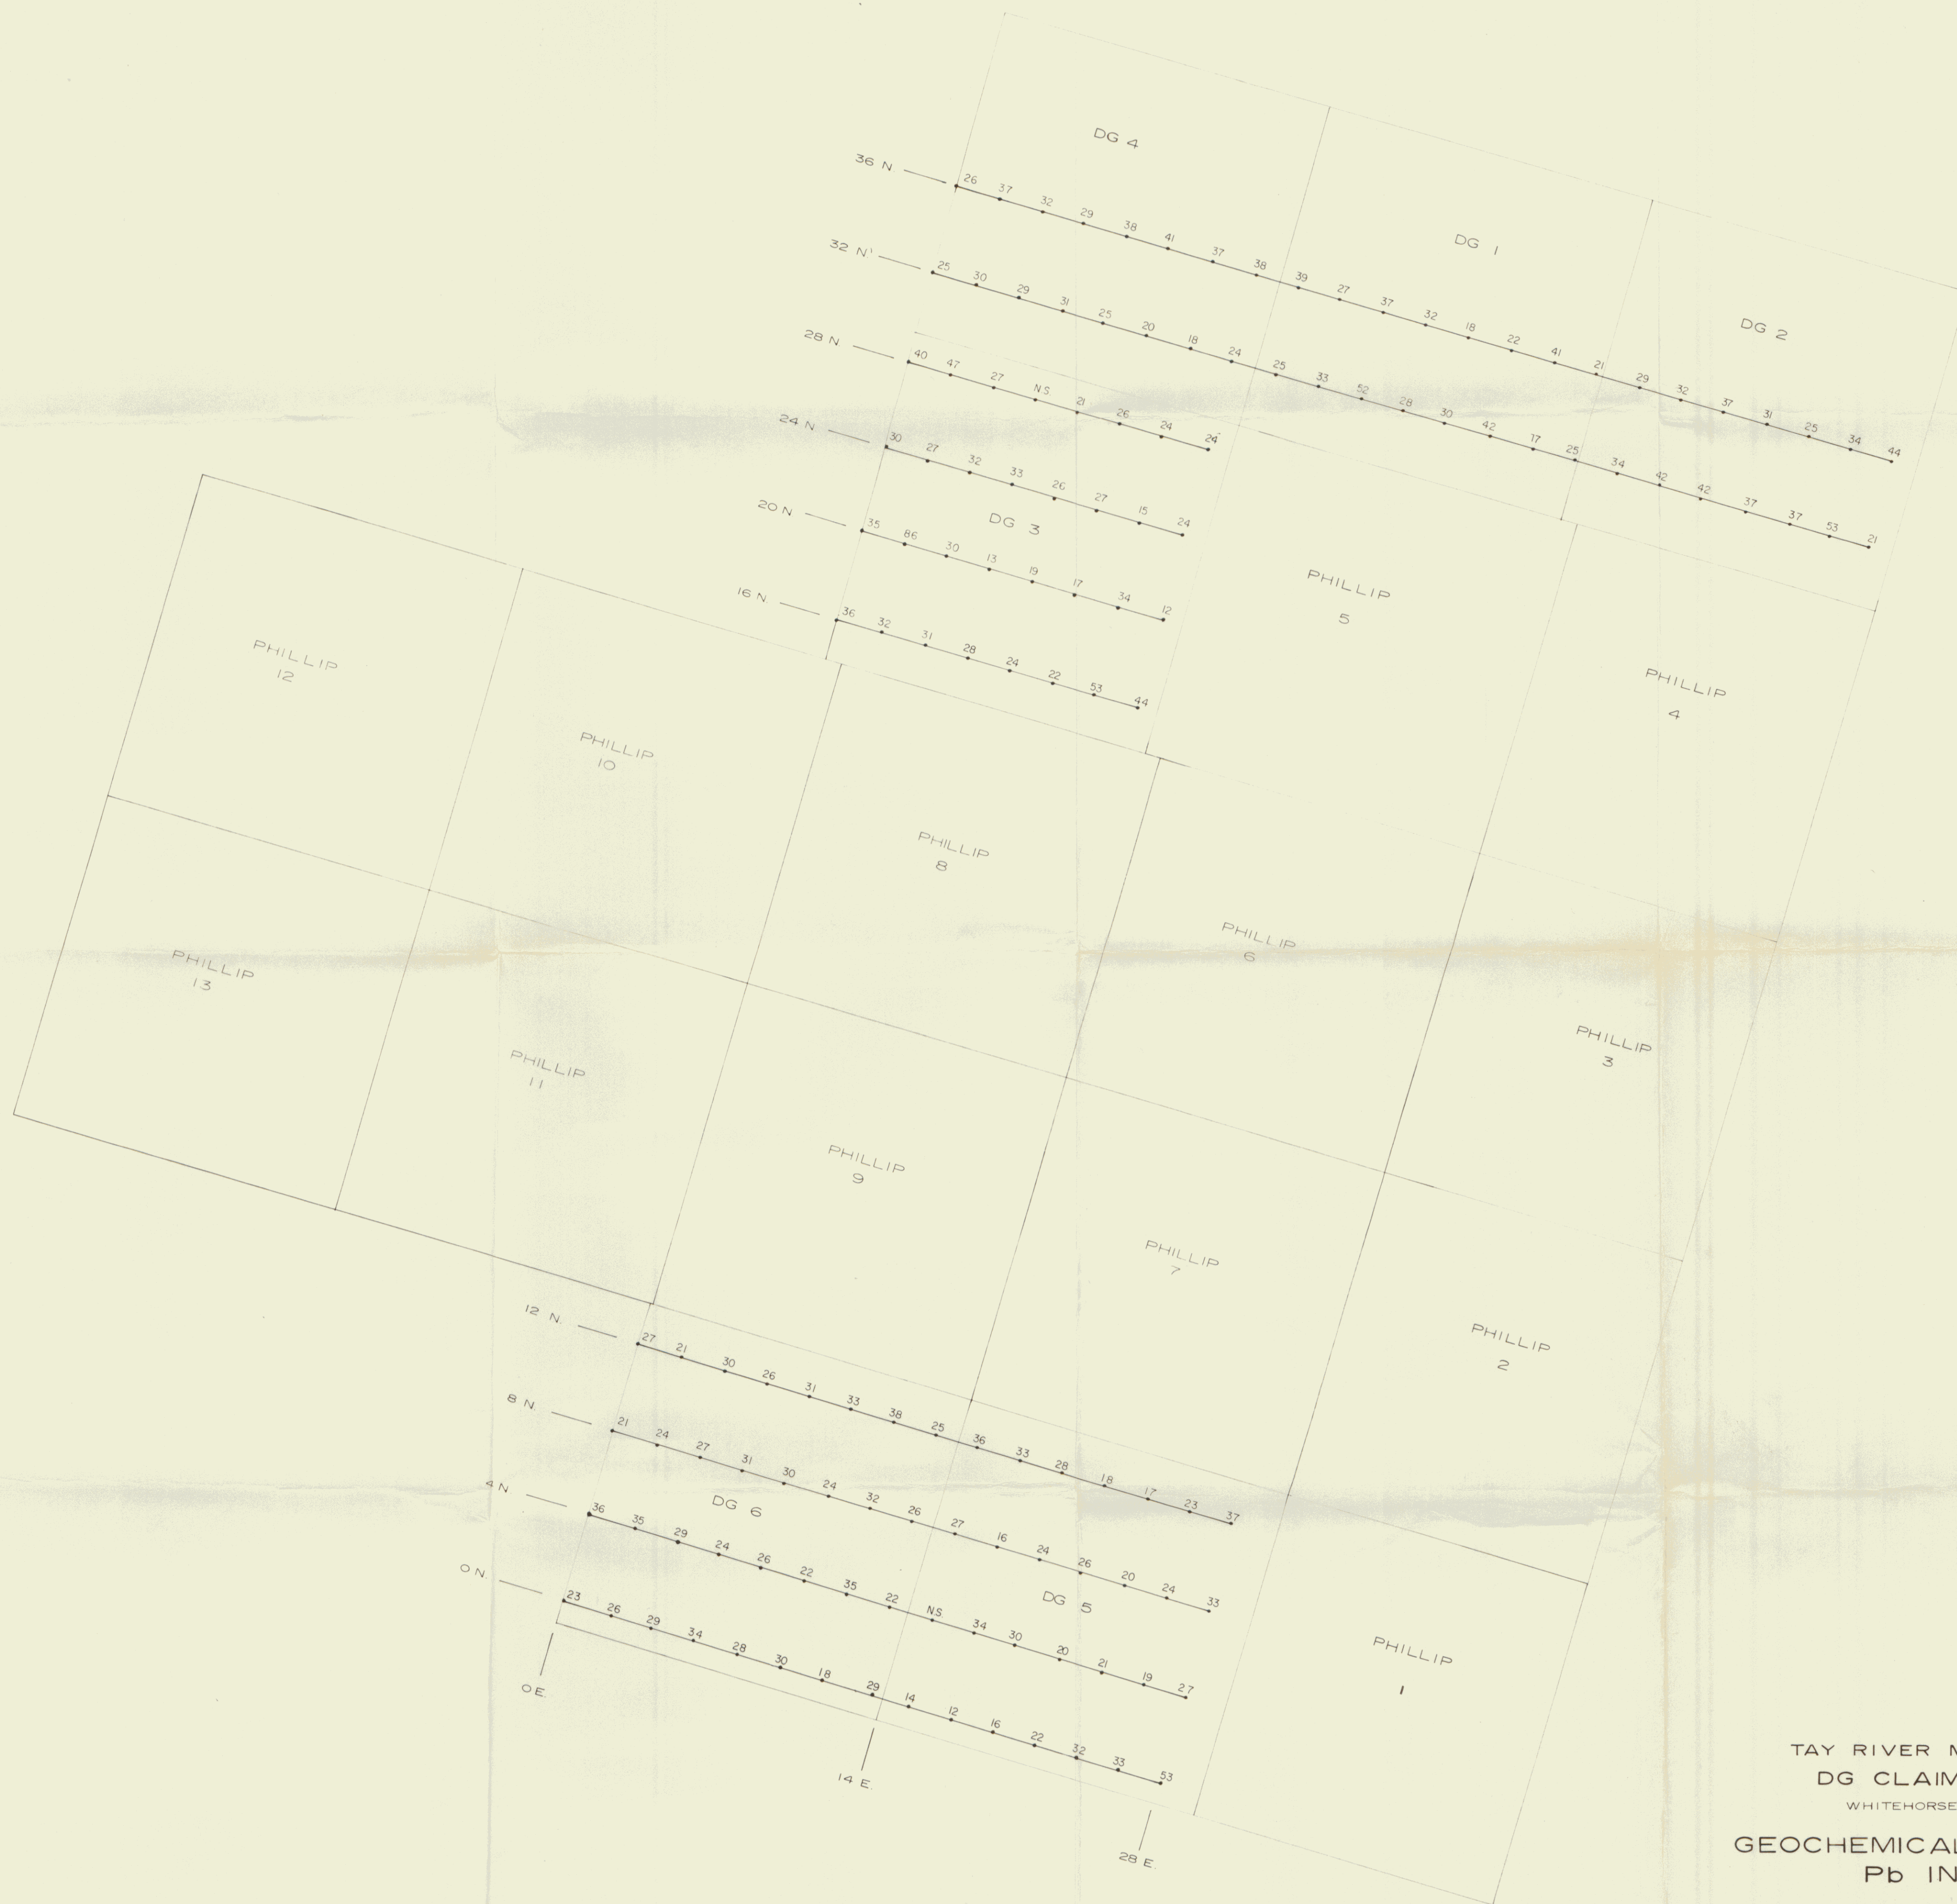 DG 4
36 N
26 37 32 29 38 41 37 38 39 27 37 32 18 22 41 21 29 32 37 31 25 34 44
DG 1
DG 2
32 N
25 30 29 31 25 20 18 24 25 33 52 28 30 42 17 25 34 42 42 37 37 53 21
28 N
40 47 27 N.S. 21 26 24 24
24 N
30 27 32 33 26 27 15 24
DG 3
20 N
35 86 30 13 19 17 34 12
16 N.
36 32 31 28 24 22 53 44
PHILLIP
5
PHILLIP
4
PHILLIP
12
PHILLIP
10
PHILLIP
8
PHILLIP
6
PHILLIP
3
PHILLIP
13
PHILLIP
11
PHILLIP
9
PHILLIP
7
PHILLIP
2
12 N.
27 21 30 26 31 33 38 25 36 33 28 18 17 23 37
8 N.
21 24 27 31 30 24 32 26 27 16 24 26 20 24 33
DG 6
4 N
36 35 29 24 26 22 35 22 N.S. 34 30 20 21 19 27
DG 5
0 N.
23 26 29 34 28 30 18 29 14 12 16 22 32 33 53
PHILLIP
1
0 E.
14 E.
28 E.
TAY RIVER M
DG CLAIM
WHITEHORSE
GEOCHEMICAL
Pb IN